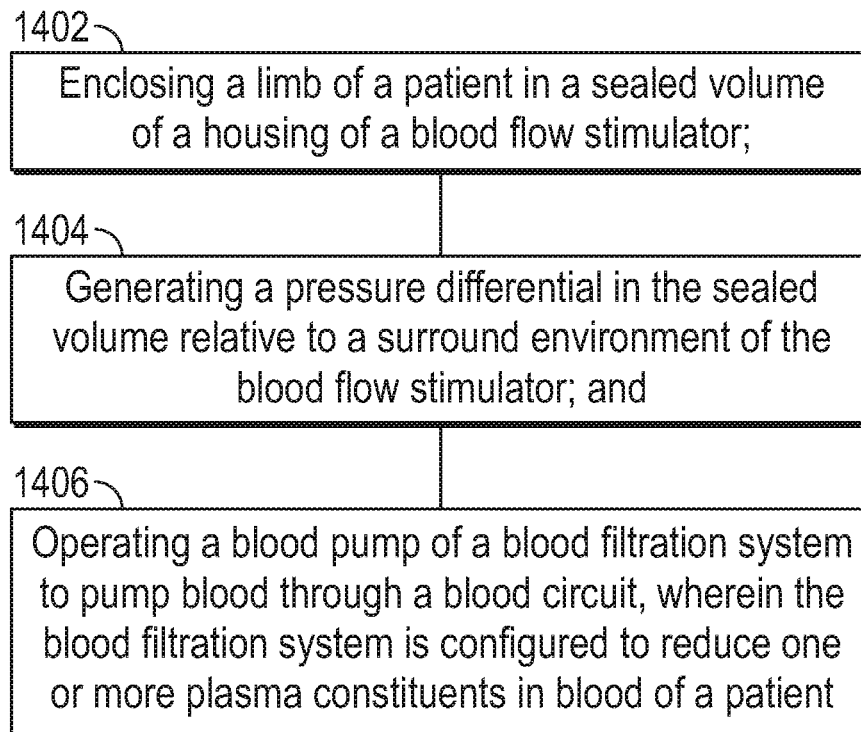 1402
Enclosing a limb of a patient in a sealed volume
of a housing of a blood flow stimulator;
1404
Generating a pressure differential in the sealed
volume relative to a surround environment of the
blood flow stimulator; and
1406
Operating a blood pump of a blood filtration system
to pump blood through a blood circuit, wherein the
blood filtration system is configured to reduce one
or more plasma constituents in blood of a patient